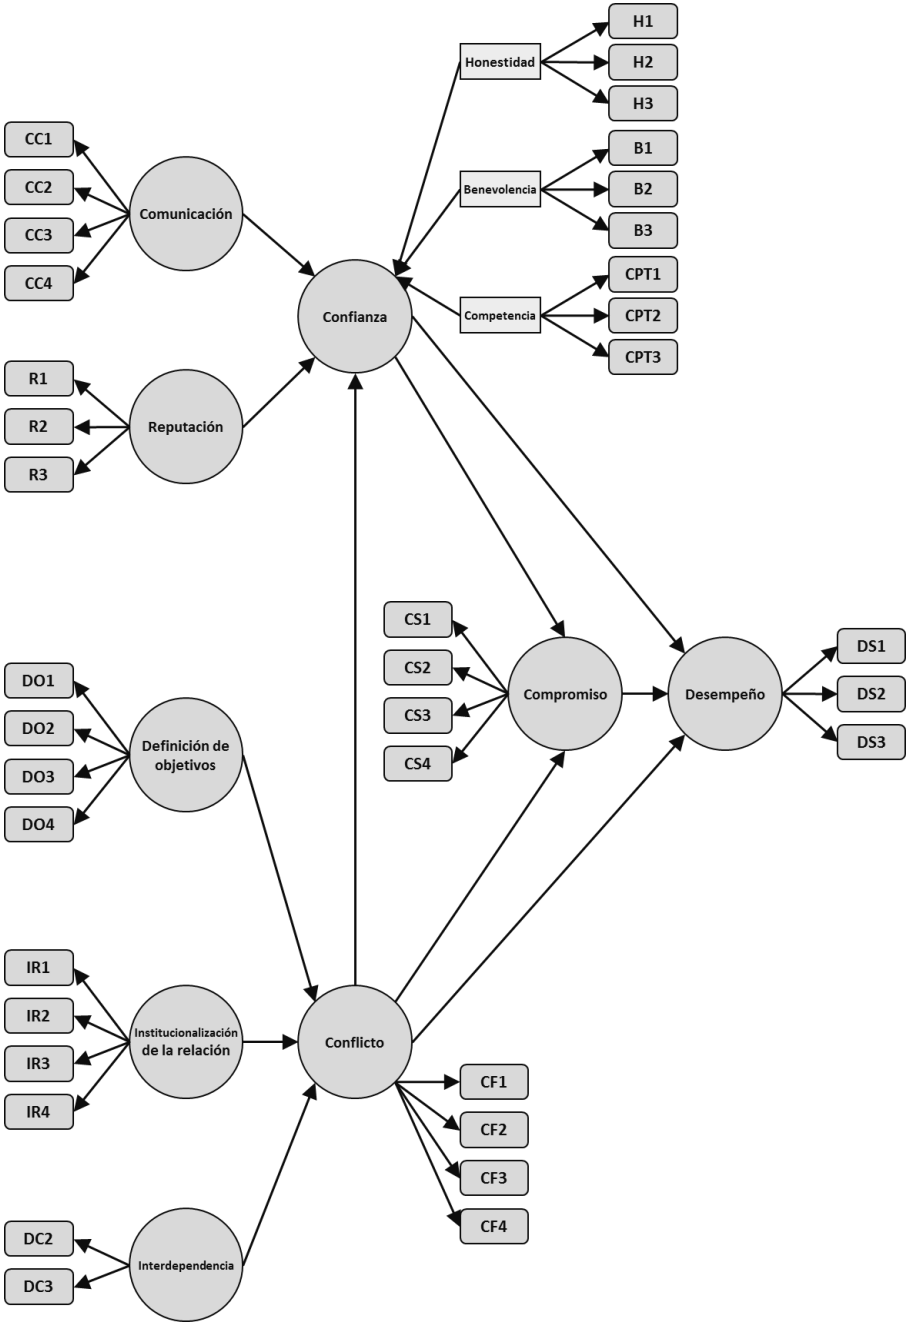 H1
Honestidad
H2
H3
CC1
CC2
Comunicación
CC3
CC4
B1
Benevolencia
B2
B3
CPT1
Confianza
Competencia
CPT2
CPT3
R1
Reputación
R2
R3
CS1
CS2
Compromiso
CS3
CS4
Desempeño
DS1
DS2
DS3
DO1
DO2
Definición de
objetivos
DO3
DO4
IR1
IR2
Institucionalización
de la relación
IR3
IR4
Conflicto
CF1
CF2
CF3
CF4
DC2
Interdependencia
DC3